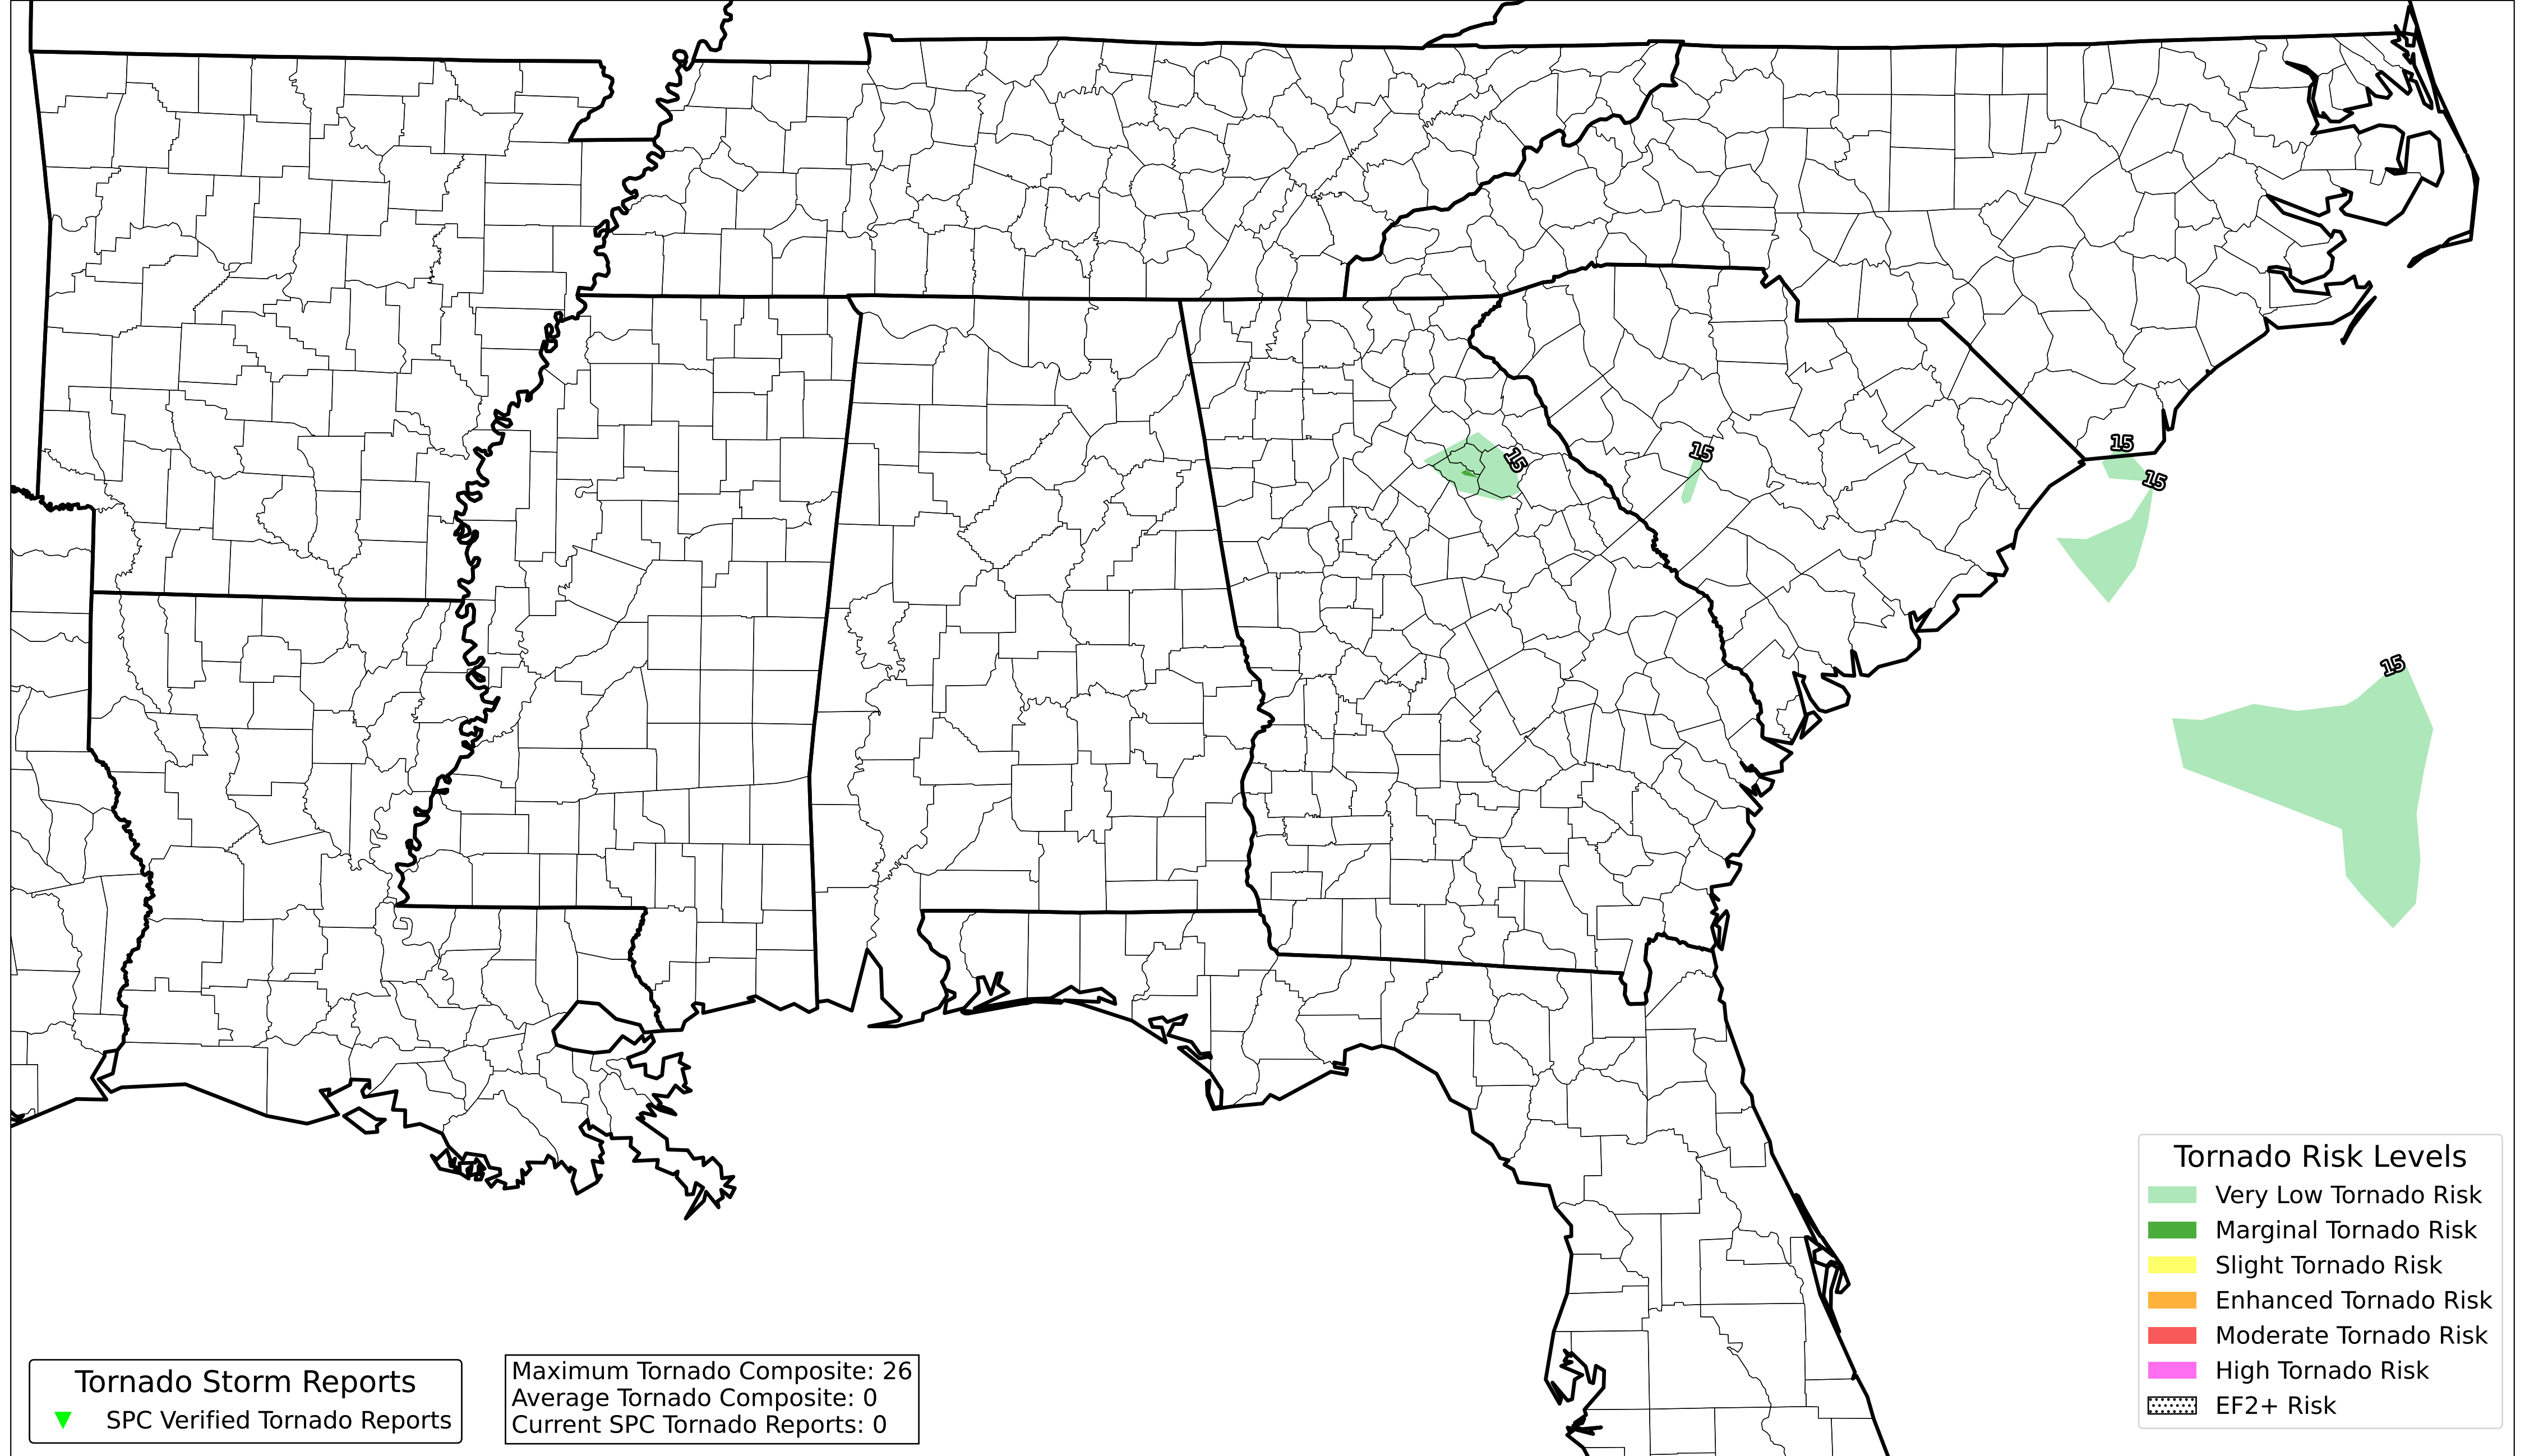 15
15
15
15
15
Tornado Risk Levels
Very Low Tornado Risk
Marginal Tornado Risk
Slight Tornado Risk
Enhanced Tornado Risk
Moderate Tornado Risk
High Tornado Risk
EF2+ Risk
Tornado Storm Reports
SPC Verified Tornado Reports
Maximum Tornado Composite: 26
Average Tornado Composite: 0
Current SPC Tornado Reports: 0